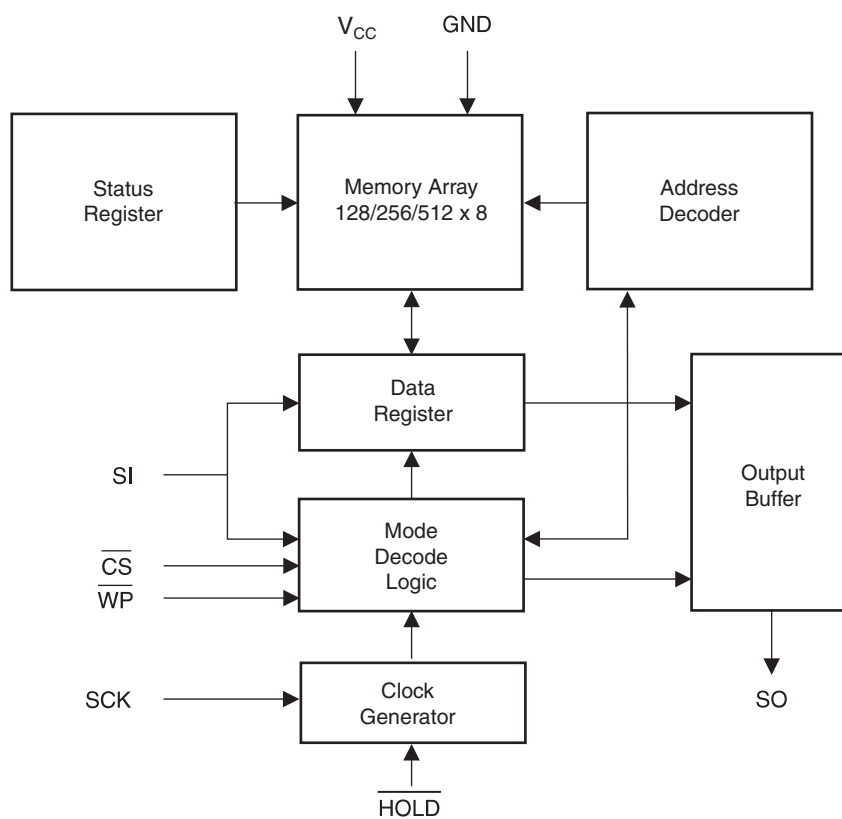 VCC
GND
Status
Register
Memory Array
128/256/512 x 8
Address
Decoder
Data
Register
SI
Output
Buffer
Mode
Decode
Logic
CS
WP
SCK
Clock
Generator
SO
HOLD